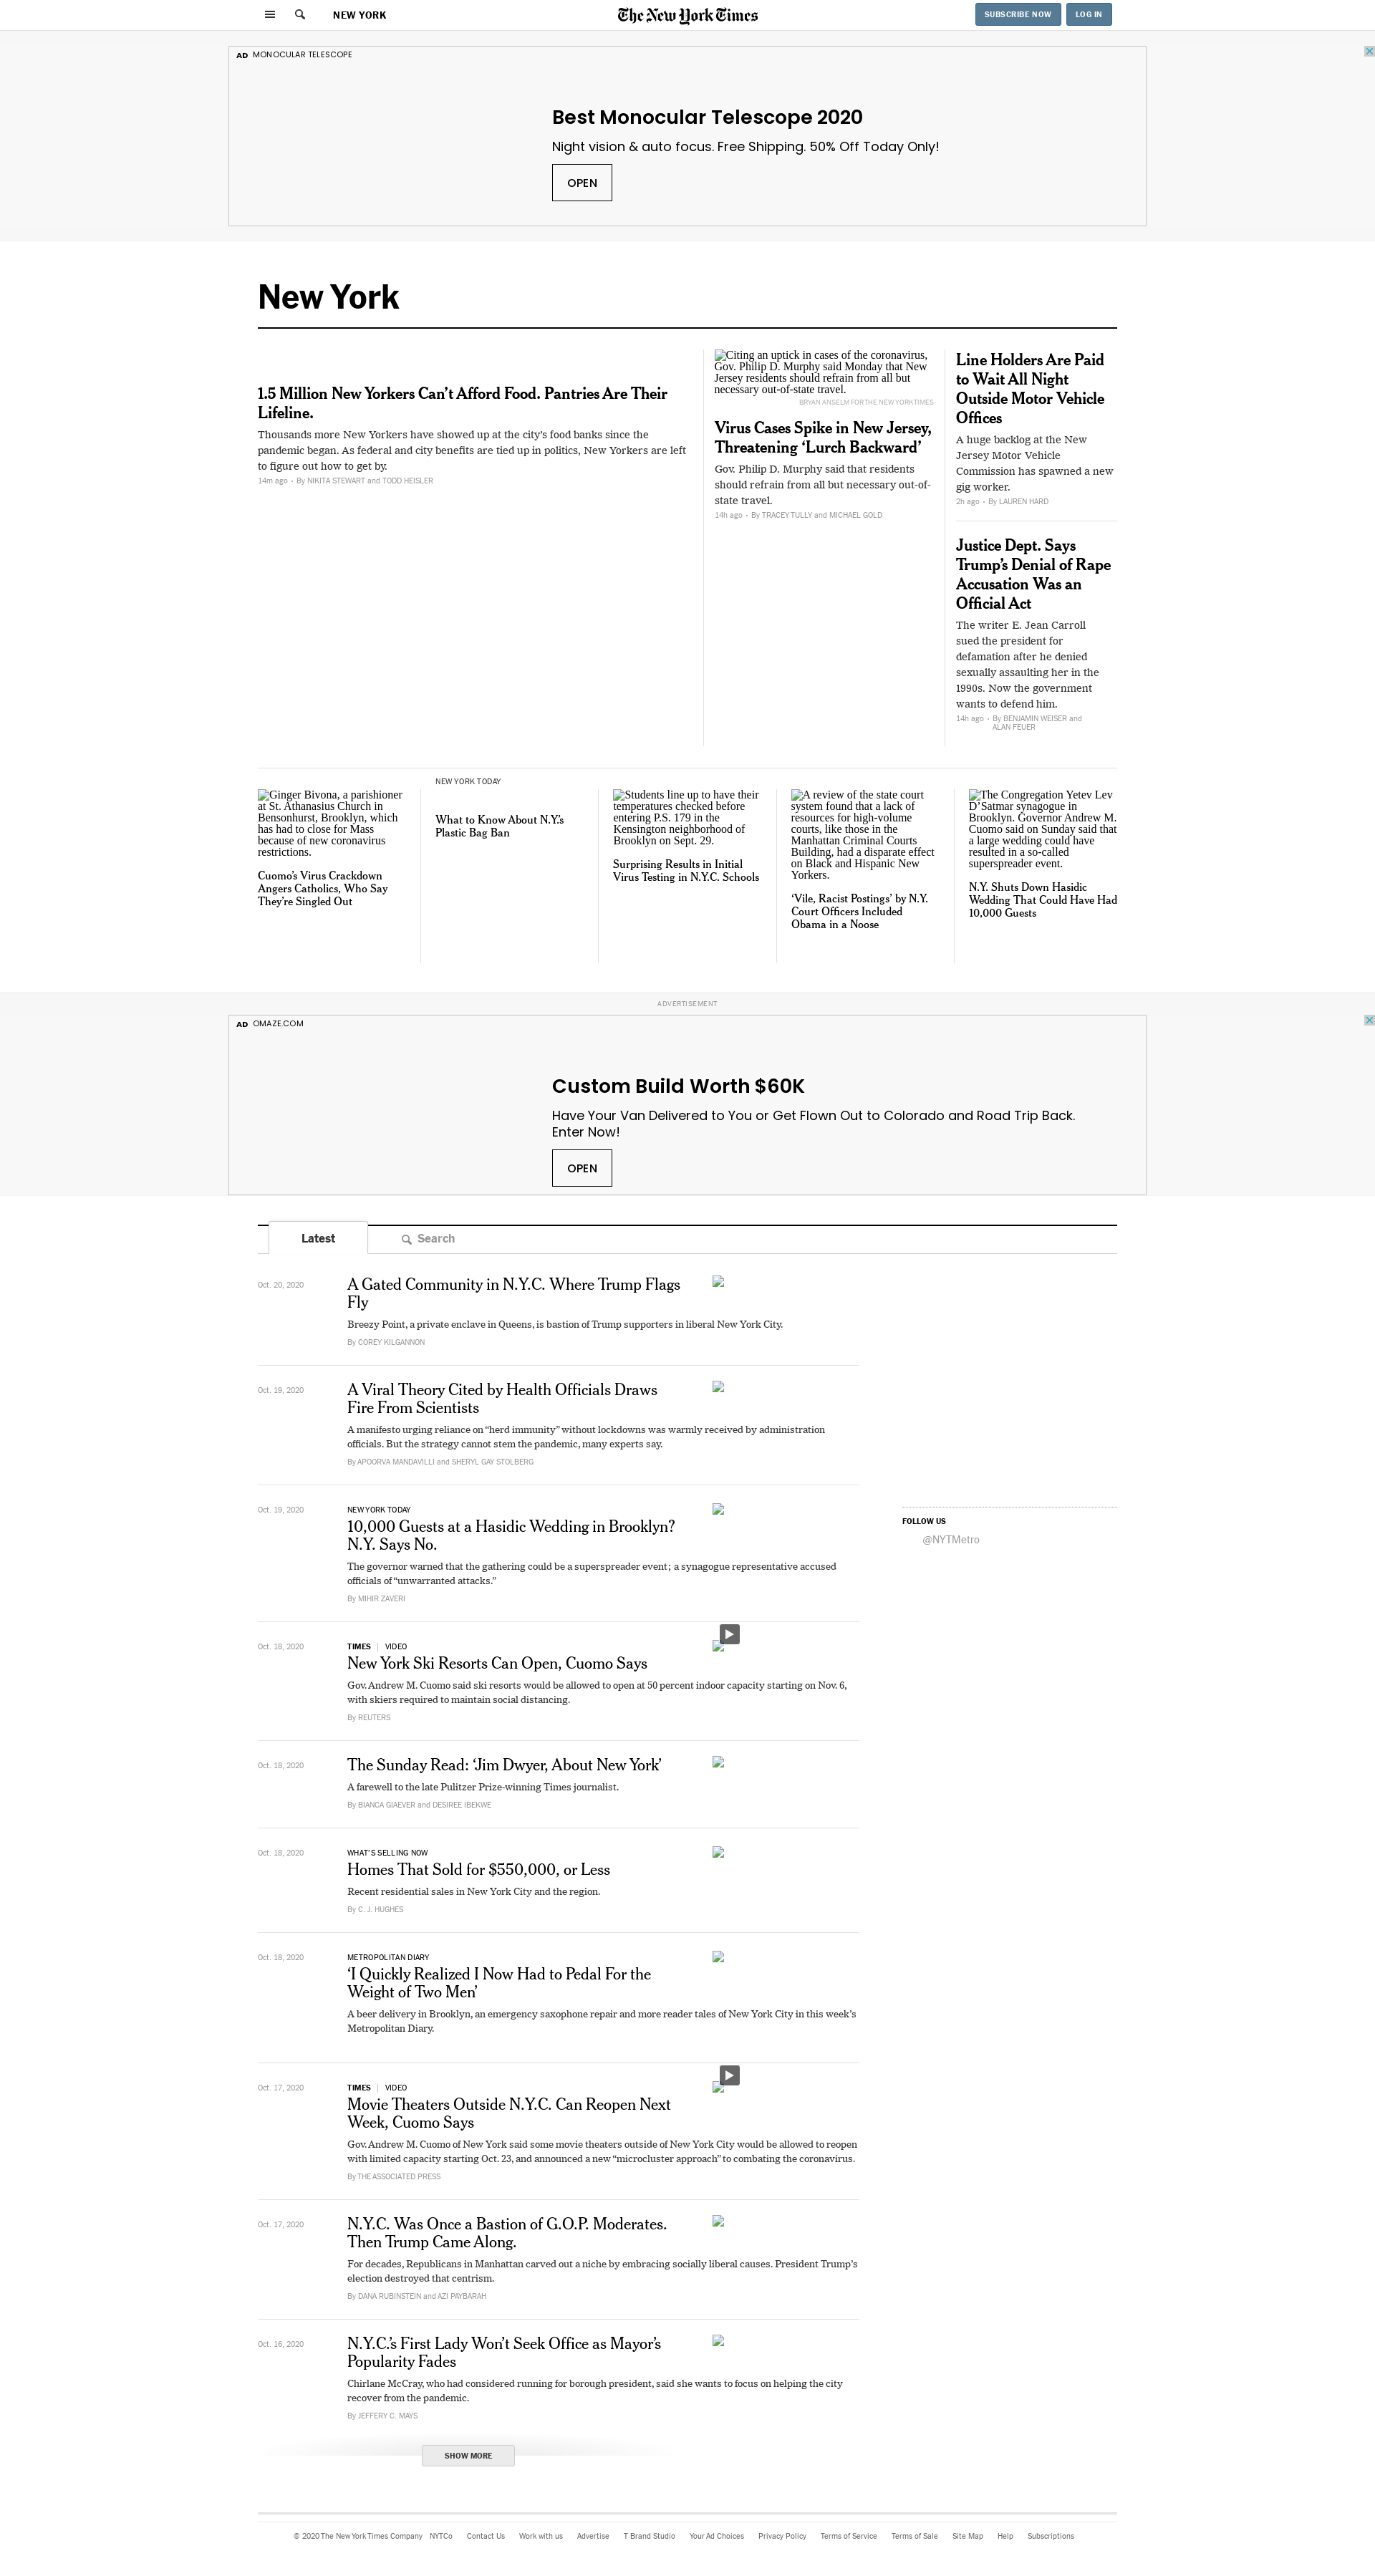 NEW YORK
The New York Times
SUBSCRIBE NOW
LOG IN
AD MONOCULAR TELESCOPE
Best Monocular Telescope 2020
Night vision & auto focus. Free Shipping. 50% Off Today Only!
OPEN
New York
1.5 Million New Yorkers Can’t Afford Food. Pantries Are Their
Lifeline.
Thousands more New Yorkers have showed up at the city’s food banks since the
pandemic began. As federal and city benefits are tied up in politics, New Yorkers are left
to figure out how to get by.
14m ago • By NIKITA STEWART and TODD HEISLER
Citing an uptick in cases of the coronavirus,
Gov. Philip D. Murphy said Monday that New
Jersey residents should refrain from all but
necessary out-of-state travel.
BRYAN ANSELM FOR THE NEW YORK TIMES
Virus Cases Spike in New Jersey,
Threatening ‘Lurch Backward’
Gov. Philip D. Murphy said that residents
should refrain from all but necessary out-of-
state travel.
14h ago • By TRACEY TULLY and MICHAEL GOLD
Line Holders Are Paid
to Wait All Night
Outside Motor Vehicle
Offices
A huge backlog at the New
Jersey Motor Vehicle
Commission has spawned a new
gig worker.
2h ago • By LAUREN HARD
Justice Dept. Says
Trump’s Denial of Rape
Accusation Was an
Official Act
The writer E. Jean Carroll
sued the president for
defamation after he denied
sexually assaulting her in the
1990s. Now the government
wants to defend him.
14h ago • By BENJAMIN WEISER and
ALAN FEUER
Ginger Bivona, a parishioner
at St. Athanasius Church in
Bensonhurst, Brooklyn, which
has had to close for Mass
because of new coronavirus
restrictions.
Cuomo’s Virus Crackdown
Angers Catholics, Who Say
They’re Singled Out
NEW YORK TODAY
What to Know About N.Y.’s
Plastic Bag Ban
Students line up to have their
temperatures checked before
entering P.S. 179 in the
Kensington neighborhood of
Brooklyn on Sept. 29.
Surprising Results in Initial
Virus Testing in N.Y.C. Schools
A review of the state court
system found that a lack of
resources for high-volume
courts, like those in the
Manhattan Criminal Courts
Building, had a disparate effect
on Black and Hispanic New
Yorkers.
‘Vile, Racist Postings’ by N.Y.
Court Officers Included
Obama in a Noose
The Congregation Yetev Lev
D’Satmar synagogue in
Brooklyn. Governor Andrew M.
Cuomo said on Sunday said that
a large wedding could have
resulted in a so-called
superspreader event.
N.Y. Shuts Down Hasidic
Wedding That Could Have Had
10,000 Guests
ADVERTISEMENT
AD OMAZE.COM
Custom Build Worth $60K
Have Your Van Delivered to You or Get Flown Out to Colorado and Road Trip Back.
Enter Now!
OPEN
Latest
Search
Oct. 20, 2020
A Gated Community in N.Y.C. Where Trump Flags
Fly
Breezy Point, a private enclave in Queens, is bastion of Trump supporters in liberal New York City.
By COREY KILGANNON
Oct. 19, 2020
A Viral Theory Cited by Health Officials Draws
Fire From Scientists
A manifesto urging reliance on “herd immunity” without lockdowns was warmly received by administration
officials. But the strategy cannot stem the pandemic, many experts say.
By APOORVA MANDAVILLI and SHERYL GAY STOLBERG
Oct. 19, 2020
NEW YORK TODAY
10,000 Guests at a Hasidic Wedding in Brooklyn?
N.Y. Says No.
The governor warned that the gathering could be a superspreader event; a synagogue representative accused
officials of “unwarranted attacks.”
By MIHIR ZAVERI
FOLLOW US
@NYTMetro
Oct. 18, 2020
TIMES | VIDEO
New York Ski Resorts Can Open, Cuomo Says
Gov. Andrew M. Cuomo said ski resorts would be allowed to open at 50 percent indoor capacity starting on Nov. 6,
with skiers required to maintain social distancing.
By REUTERS
Oct. 18, 2020
The Sunday Read: ‘Jim Dwyer, About New York’
A farewell to the late Pulitzer Prize-winning Times journalist.
By BIANCA GIAEVER and DESIREE IBEKWE
Oct. 18, 2020
WHAT’S SELLING NOW
Homes That Sold for $550,000, or Less
Recent residential sales in New York City and the region.
By C. J. HUGHES
Oct. 18, 2020
METROPOLITAN DIARY
‘I Quickly Realized I Now Had to Pedal For the
Weight of Two Men’
A beer delivery in Brooklyn, an emergency saxophone repair and more reader tales of New York City in this week’s
Metropolitan Diary.
Oct. 17, 2020
TIMES | VIDEO
Movie Theaters Outside N.Y.C. Can Reopen Next
Week, Cuomo Says
Gov. Andrew M. Cuomo of New York said some movie theaters outside of New York City would be allowed to reopen
with limited capacity starting Oct. 23, and announced a new “microcluster approach” to combating the coronavirus.
By THE ASSOCIATED PRESS
Oct. 17, 2020
N.Y.C. Was Once a Bastion of G.O.P. Moderates.
Then Trump Came Along.
For decades, Republicans in Manhattan carved out a niche by embracing socially liberal causes. President Trump’s
election destroyed that centrism.
By DANA RUBINSTEIN and AZI PAYBARAH
Oct. 16, 2020
N.Y.C.’s First Lady Won’t Seek Office as Mayor’s
Popularity Fades
Chirlane McCray, who had considered running for borough president, said she wants to focus on helping the city
recover from the pandemic.
By JEFFERY C. MAYS
SHOW MORE
© 2020 The New York Times Company NYTCo Contact Us Work with us Advertise T Brand Studio Your Ad Choices Privacy Policy Terms of Service Terms of Sale Site Map Help Subscriptions